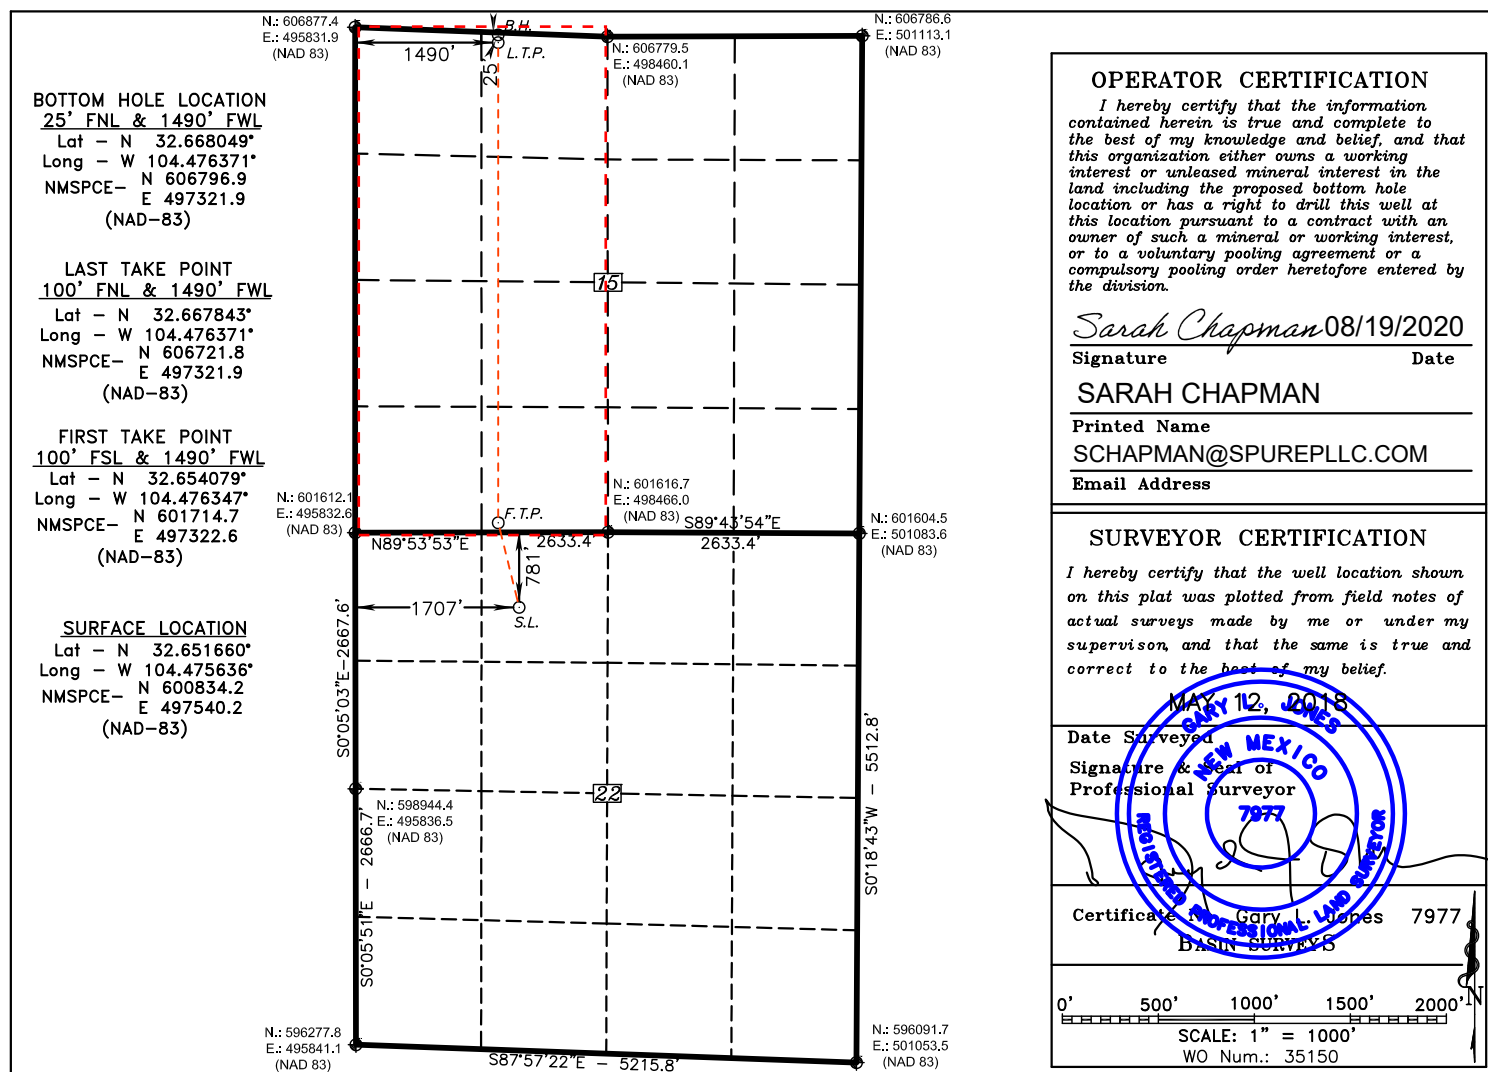 BOTTOM HOLE LOCATION
25' FNL & 1490' FWL
Lat - N 32.668049°
Long - W 104.476371°
NMSPCE- N 606796.9
E 497321.9
(NAD-83)
LAST TAKE POINT
100' FNL & 1490' FWL
Lat - N 32.667843°
Long - W 104.476371°
NMSPCE- N 606721.8
E 497321.9
(NAD-83)
FIRST TAKE POINT
100' FSL & 1490' FWL
Lat - N 32.654079°
Long - W 104.476347°
NMSPCE- N 601714.7
E 497322.6
(NAD-83)
SURFACE LOCATION
Lat - N 32.651660°
Long - W 104.475636°
NMSPCE- N 600834.2
E 497540.2
(NAD-83)
N.: 606877.4
E.: 495831.9
(NAD 83)
B.H.
L.T.P.
1490'
25'
N.: 606779.5
E.: 498460.1
(NAD 83)
N.: 606786.6
E.: 501113.1
(NAD 83)
15
N.: 601612.1
E.: 495832.6
(NAD 83)
F.T.P.
N.: 601616.7
E.: 498466.0
(NAD 83)
S89°43'54"E
2633.4'
N.: 601604.5
E.: 501083.6
(NAD 83)
N89°53'53"E
2633.4'
781'
1707'
S.L.
S0°05'03"E-2667.6'
22
N.: 598944.4
E.: 495836.5
(NAD 83)
S0°05'51"E - 2666.7'
S0°18'43"W - 5512.8'
N.: 596277.8
E.: 495841.1
(NAD 83)
S87°57'22"E - 5215.8'
N.: 596091.7
E.: 501053.5
(NAD 83)
OPERATOR CERTIFICATION
I hereby certify that the information
contained herein is true and complete to
the best of my knowledge and belief, and that
this organization either owns a working
interest or unleased mineral interest in the
land including the proposed bottom hole
location or has a right to drill this well at
this location pursuant to a contract with an
owner of such a mineral or working interest,
or to a voluntary pooling agreement or a
compulsory pooling order heretofore entered by
the division.
Sarah Chapman 08/19/2020
Signature Date
SARAH CHAPMAN
Printed Name
SCHAPMAN@SPUREPLLC.COM
Email Address
SURVEYOR CERTIFICATION
I hereby certify that the well location shown
on this plat was plotted from field notes of
actual surveys made by me or under my
supervison, and that the same is true and
correct to the best of my belief.
MAY 12, 2018
Date Surveyed
Signature & Seal of
Professional Surveyor
GARY L. JONES
NEW MEXICO
7977
REGISTERED PROFESSIONAL LAND SURVEYOR
Certificate Gary L. Jones 7977
BASIN SURVEYS
0' 500' 1000' 1500' 2000'
N
SCALE: 1" = 1000'
WO Num.: 35150